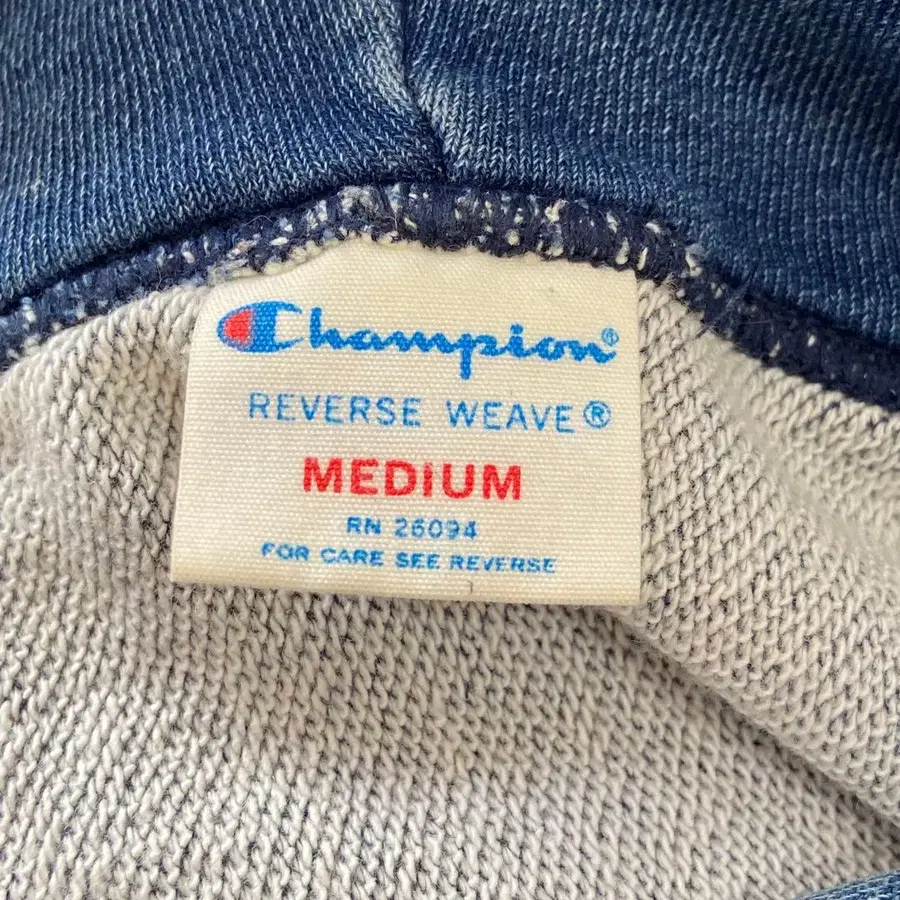 Champion®
REVERSE WEAVE®
MEDIUM
RN 26094
FOR CARE SEE REVERSE